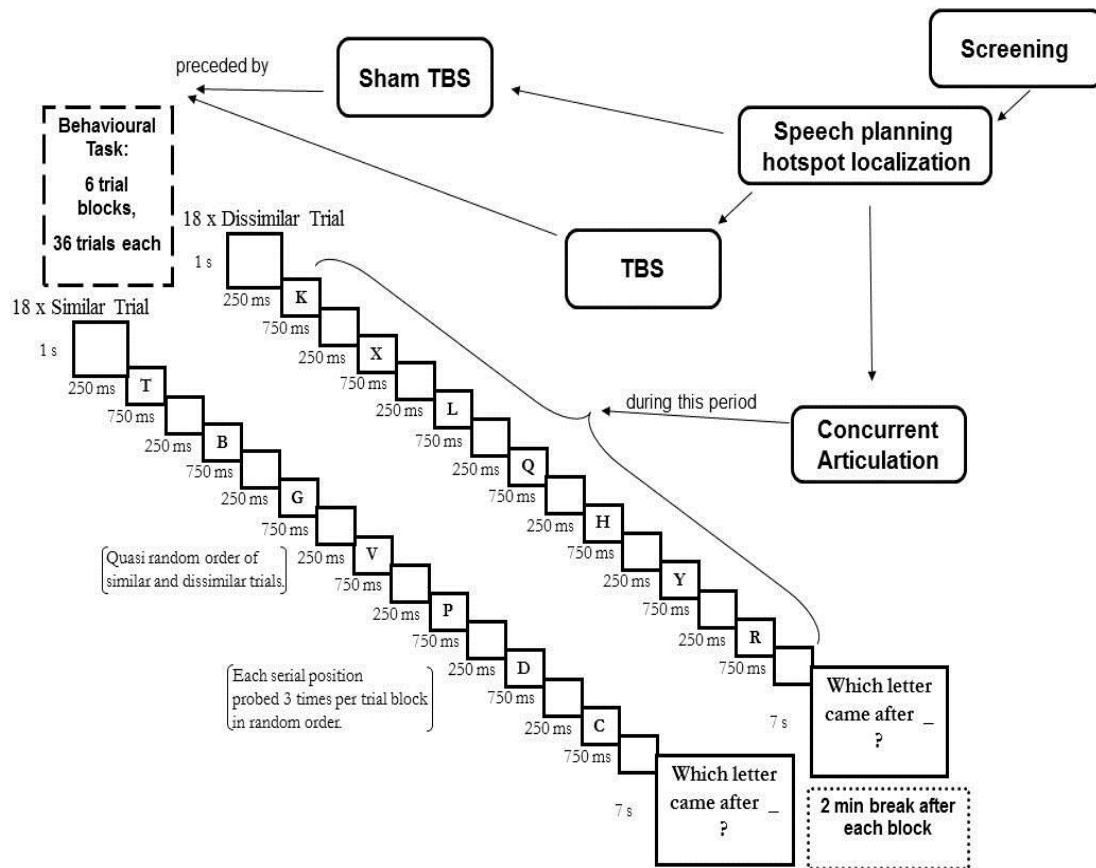 Screening
Sham TBS
preceded by
Speech planning
hotspot localization
Behavioural
Task:
6 trial
blocks,
36 trials each
TBS
18 x Dissimilar Trial
1 s
250 ms
K
750 ms
250 ms
X
750 ms
250 ms
L
750 ms
250 ms
Q
750 ms
250 ms
H
750 ms
250 ms
Y
750 ms
250 ms
R
750 ms
7 s
Which letter
came after _
?
during this period
Concurrent
Articulation
18 x Similar Trial
1 s
250 ms
T
750 ms
250 ms
B
750 ms
250 ms
G
750 ms
250 ms
V
750 ms
250 ms
P
750 ms
250 ms
D
750 ms
250 ms
C
750 ms
7 s
Which letter
came after _
?
Quasi random order of
similar and dissimilar trials.
Each serial position
probed 3 times per trial block
in random order.
2 min break after
each block